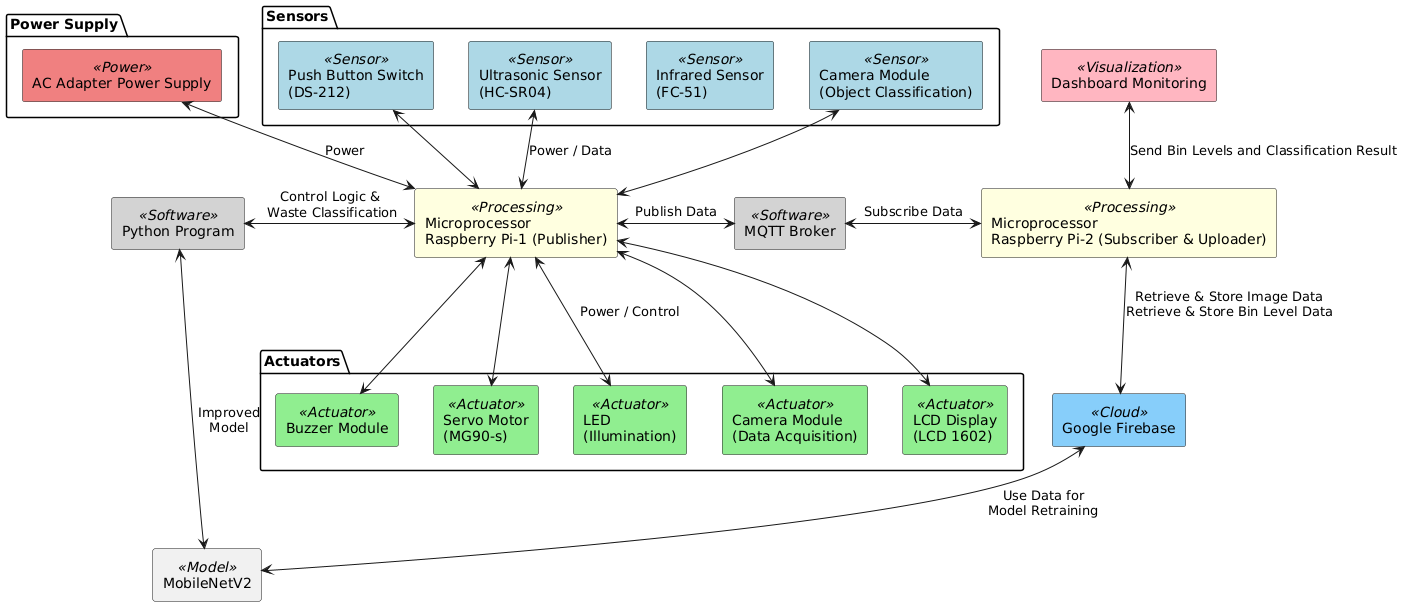 Power Supply
«Power»
AC Adapter Power Supply
Sensors
«Sensor»
Push Button Switch
(DS-212)
«Sensor»
Ultrasonic Sensor
(HC-SR04)
«Sensor»
Infrared Sensor
(FC-51)
«Sensor»
Camera Module
(Object Classification)
«Visualization»
Dashboard Monitoring
Power
Power / Data
Send Bin Levels and Classification Result
«Software»
Python Program
Control Logic &
Waste Classification
«Processing»
Microprocessor
Raspberry Pi-1 (Publisher)
Publish Data
«Software»
MQTT Broker
Subscribe Data
«Processing»
Microprocessor
Raspberry Pi-2 (Subscriber & Uploader)
Power / Control
Retrieve & Store Image Data
Retrieve & Store Bin Level Data
Actuators
«Actuator»
Buzzer Module
«Actuator»
Servo Motor
(MG90-s)
«Actuator»
LED
(Illumination)
«Actuator»
Camera Module
(Data Acquisition)
«Actuator»
LCD Display
(LCD 1602)
«Cloud»
Google Firebase
Improved
Model
Use Data for
Model Retraining
«Model»
MobileNetV2